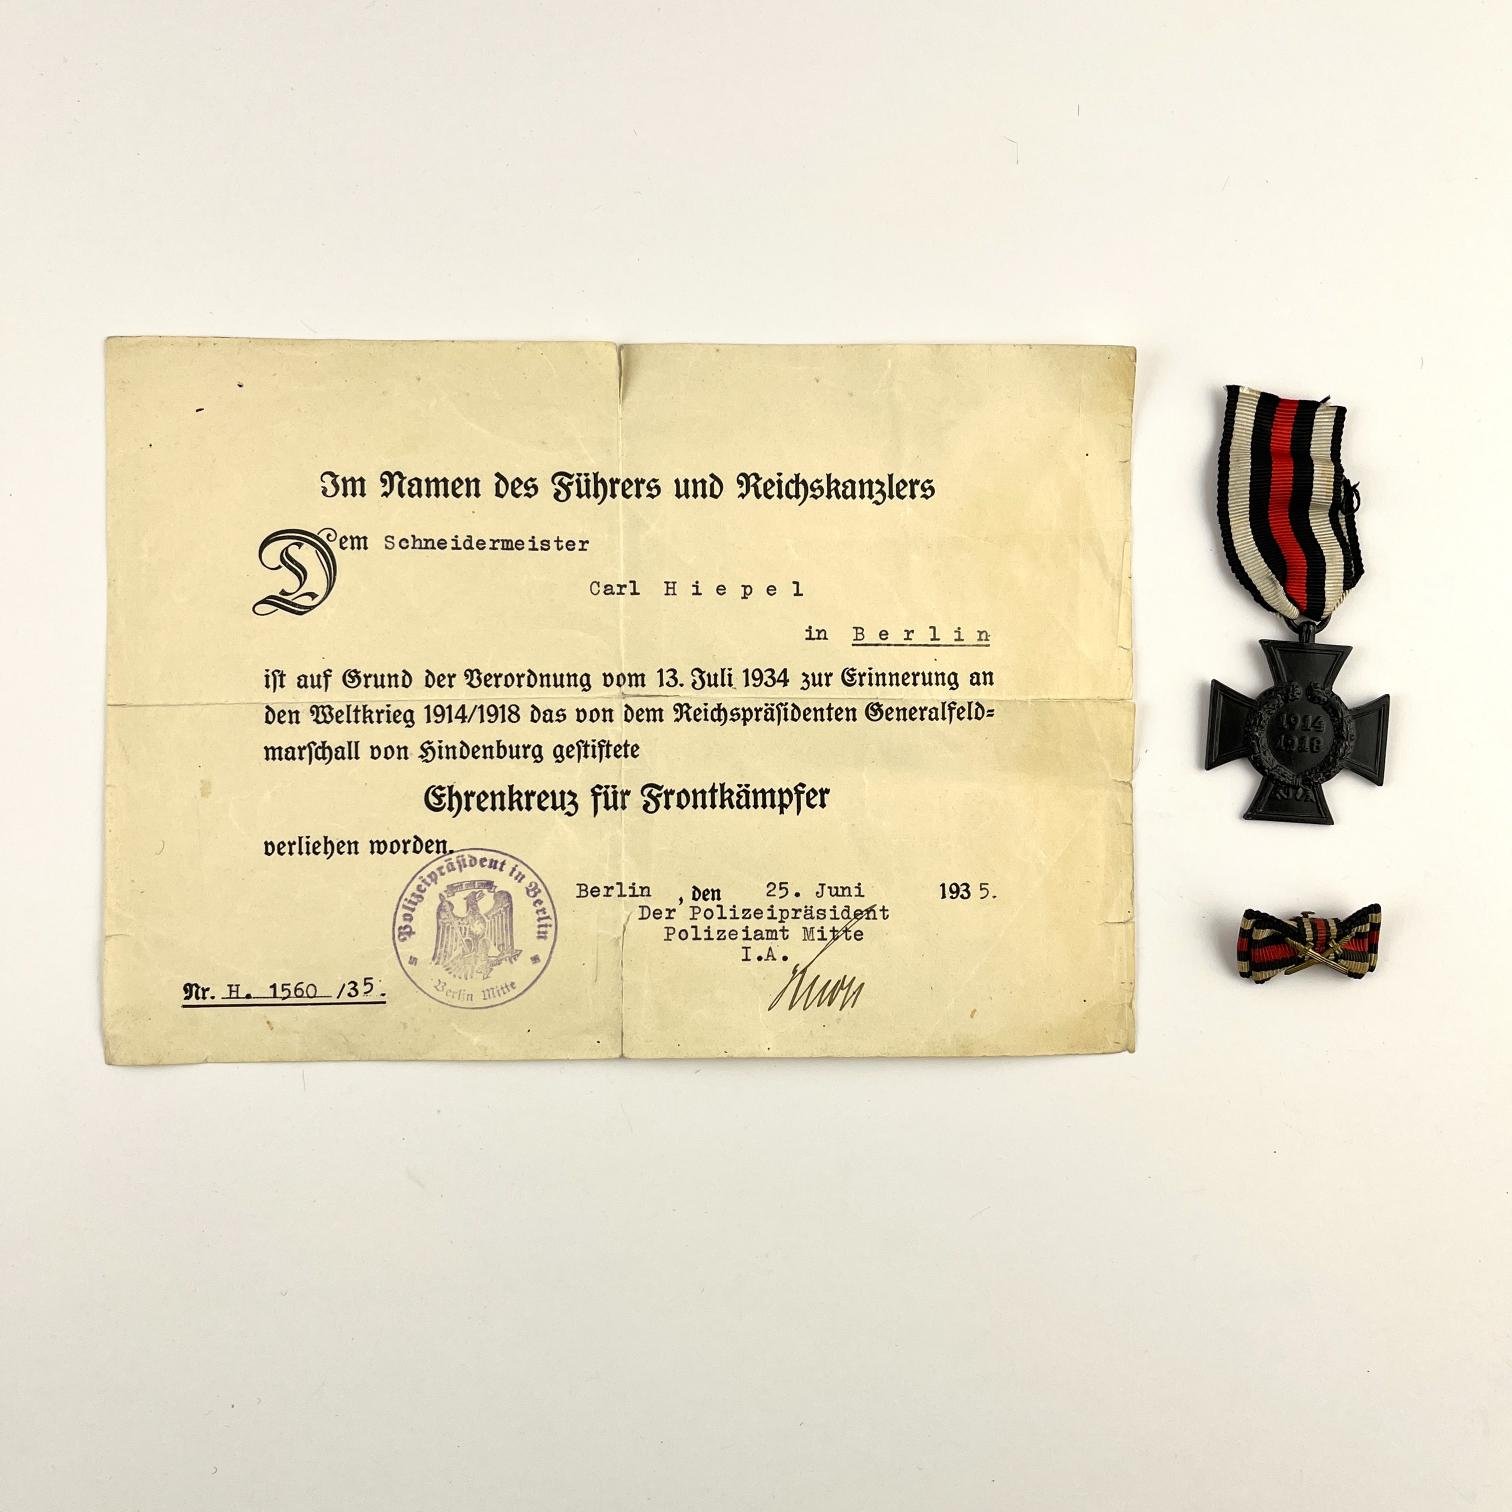 Im Namen des Führers und Reichskanzlers
Dem Schneidermeister
Carl Hiepel
in Berlin
ist auf Grund der Verordnung vom 13. Juli 1934 zur Erinnerung an
den Weltkrieg 1914/1918 das von dem Reichspräsidenten Generalfeld-
marschall von Hindenburg gestiftete
Ehrenkreuz für Frontkämpfer
verliehen worden.
Berlin, den 25. Juni 1935.
Der Polizeipräsident
Polizeiamt Mitte
I.A.
Nr. H. 1560 /35.
Polizeipräsident in Berlin
Berlin Mitte
1914
1918